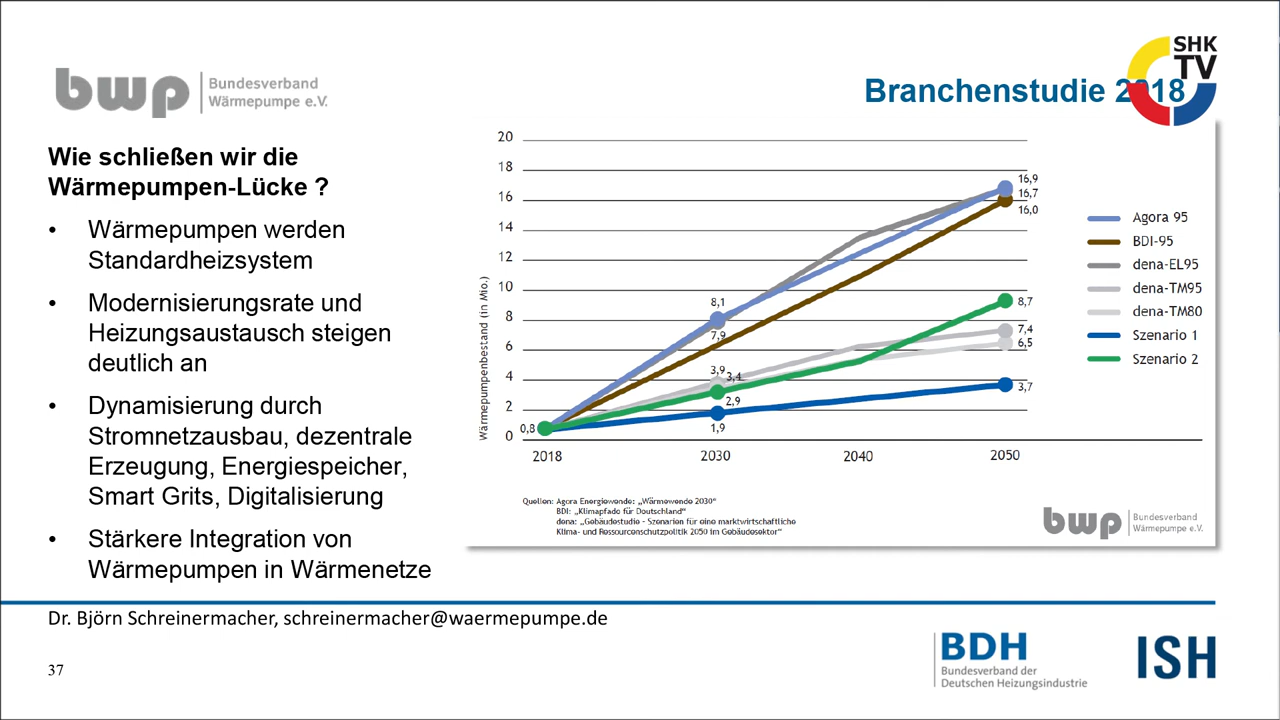 bwp
Bundesverband
Wärmepumpe e.V.
Branchenstudie 2018
SHK
TV
Wie schließen wir die
Wärmepumpen-Lücke ?
• Wärmepumpen werden
Standardheizsystem
• Modernisierungsrate und
Heizungsaustausch steigen
deutlich an
• Dynamisierung durch
Stromnetzausbau, dezentrale
Erzeugung, Energiespeicher,
Smart Grits, Digitalisierung
• Stärkere Integration von
Wärmepumpen in Wärmenetze
Wärmepumpenbestand (in Mio.)
20
18
16
14
12
10
8
6
4
2
0
0,8
8,1
7,9
3,9
3,4
2,9
1,9
16,9
16,7
16,0
8,7
7,4
6,5
3,7
2018
2030
2040
2050
Agora 95
BDI-95
dena-EL95
dena-TM95
dena-TM80
Szenario 1
Szenario 2
Quellen: Agora Energiewende: „Wärmewende 2030“
BDI: „Klimapfade für Deutschland“
dena: „Gebäudestudie - Szenarien für eine marktwirtschaftliche
Klima- und Ressourcenschutzpolitik 2050 im Gebäudesektor“
bwp
Bundesverband
Wärmepumpe e.V.
Dr. Björn Schreinermacher, schreinermacher@waermepumpe.de
37
BDH
Bundesverband der
Deutschen Heizungsindustrie
ISH